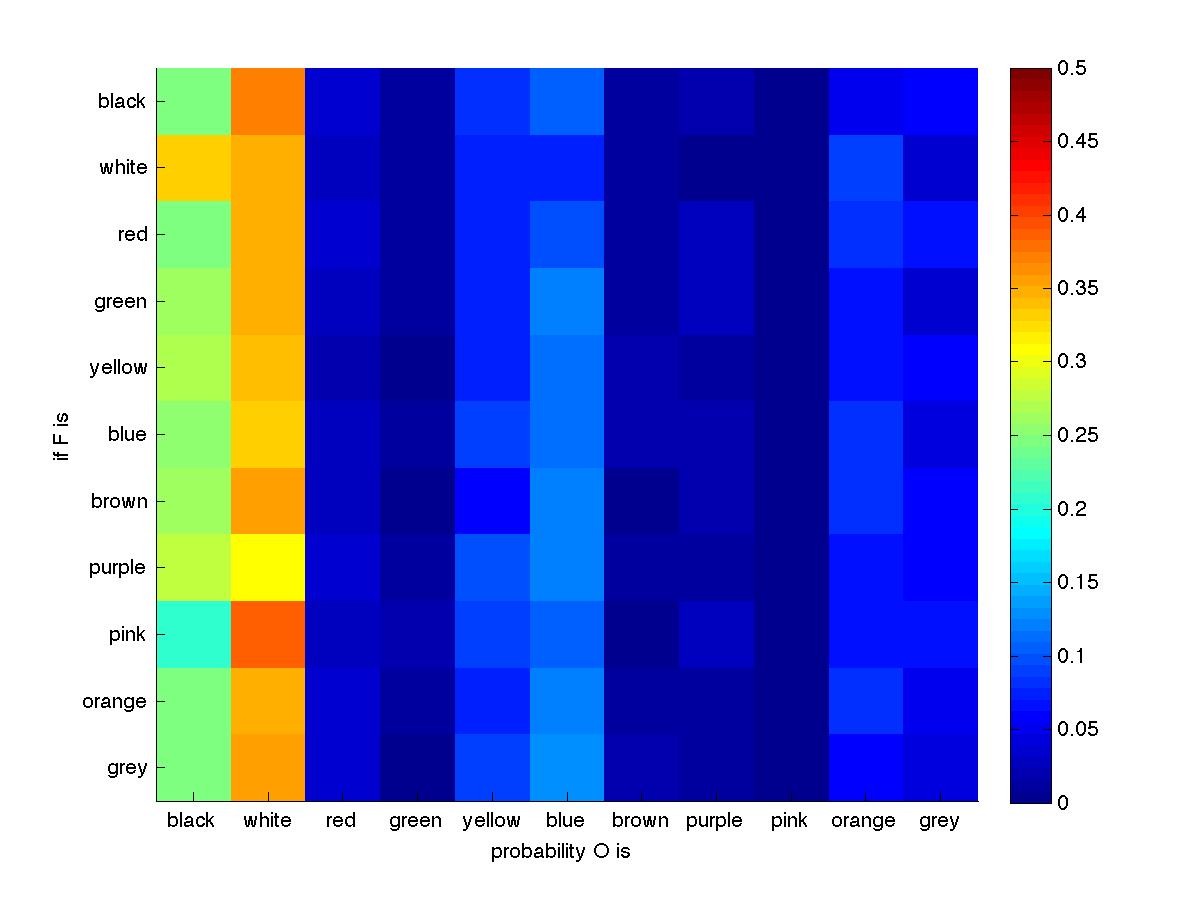 black
white
red
green
yellow
blue
brown
purple
pink
orange
grey
if F is
black white red green yellow blue brown purple pink orange grey
probability O is
0.5
0.45
0.4
0.35
0.3
0.25
0.2
0.15
0.1
0.05
0